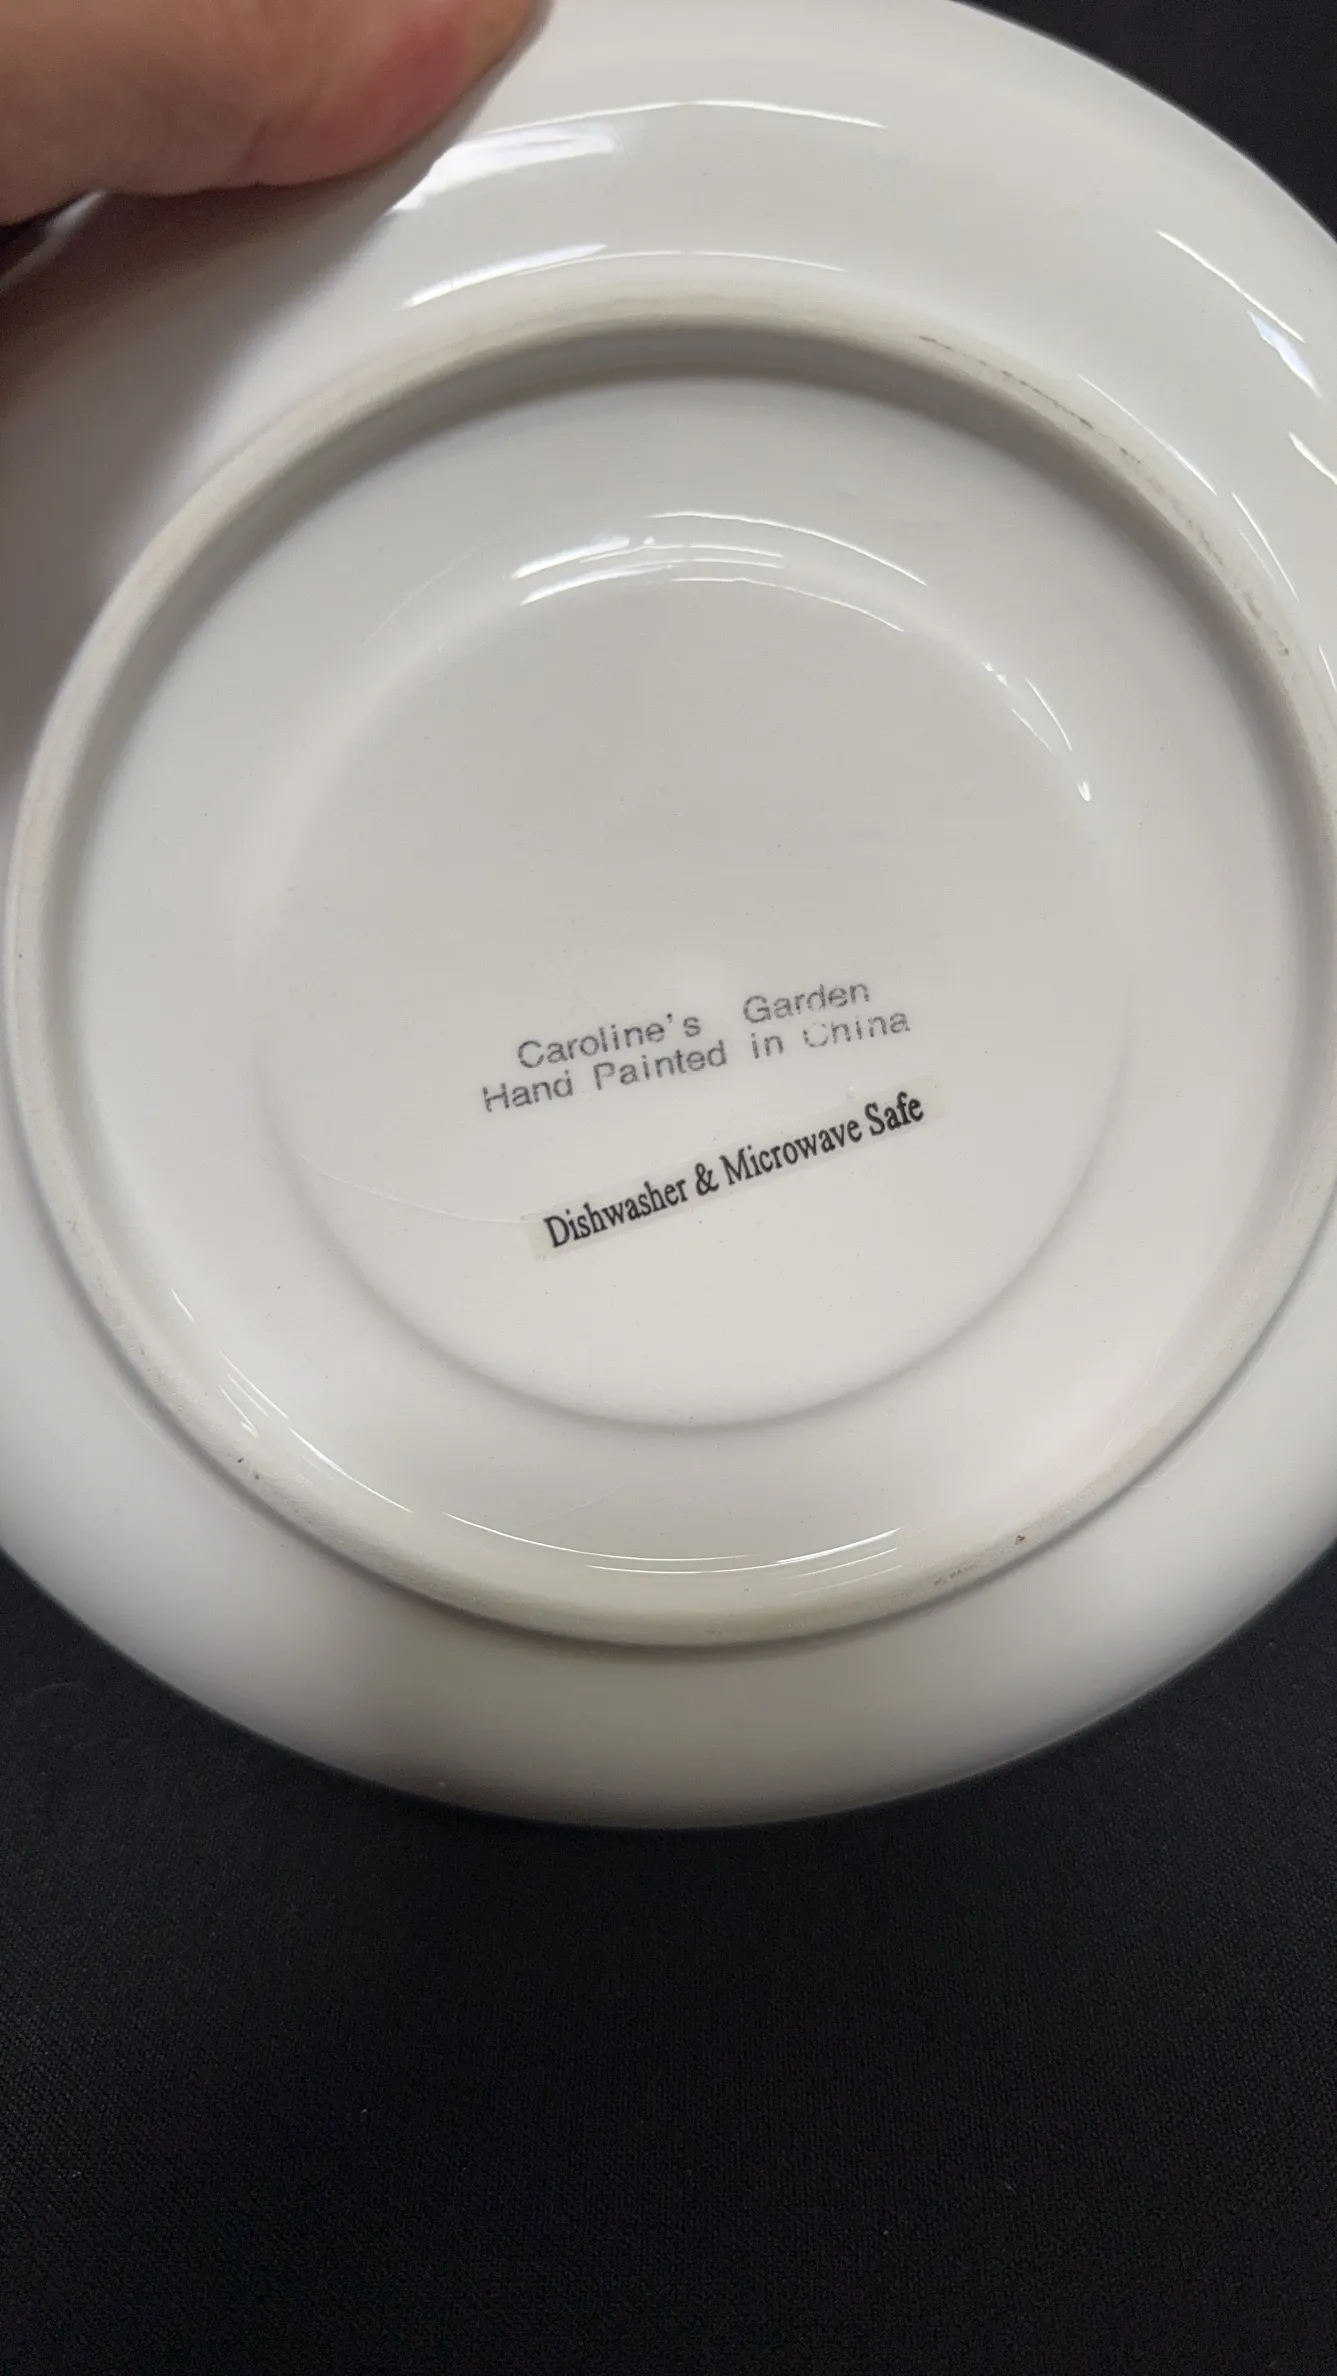 Caroline's Garden
Hand Painted in China
Dishwasher & Microwave Safe